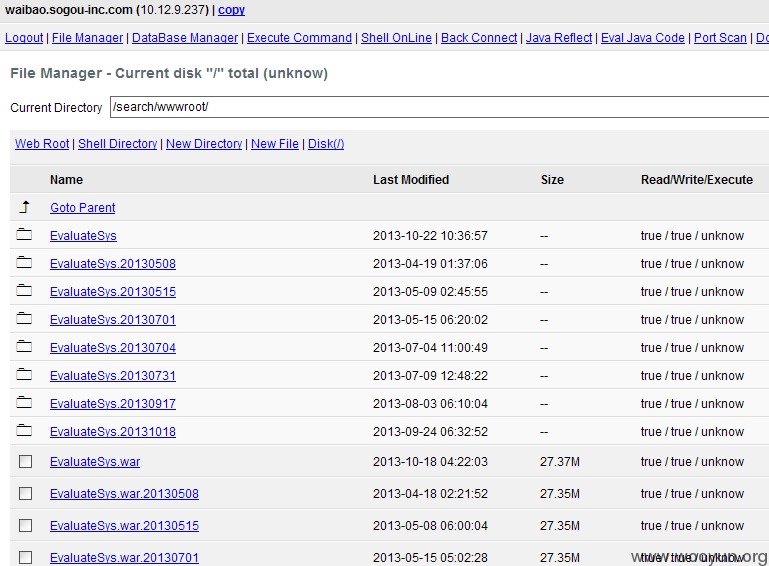 waibao.sogou-inc.com (10.12.9.237) | copy
Logout | File Manager | DataBase Manager | Execute Command | Shell OnLine | Back Connect | Java Reflect | Eval Java Code | Port Scan | Do
File Manager - Current disk "/" total (unknow)
Current Directory /search/wwwroot/
Web Root | Shell Directory | New Directory | New File | Disk(/)
Name Last Modified Size Read/Write/Execute
Goto Parent
EvaluateSys 2013-10-22 10:36:57 -- true / true / unknow
EvaluateSys.20130508 2013-04-19 01:37:06 -- true / true / unknow
EvaluateSys.20130515 2013-05-09 02:45:55 -- true / true / unknow
EvaluateSys.20130701 2013-05-15 06:20:02 -- true / true / unknow
EvaluateSys.20130704 2013-07-04 11:00:49 -- true / true / unknow
EvaluateSys.20130731 2013-07-09 12:48:22 -- true / true / unknow
EvaluateSys.20130917 2013-08-03 06:10:04 -- true / true / unknow
EvaluateSys.20131018 2013-09-24 06:32:52 -- true / true / unknow
EvaluateSys.war 2013-10-18 04:22:03 27.37M true / true / unknow
EvaluateSys.war.20130508 2013-04-18 02:21:52 27.35M true / true / unknow
EvaluateSys.war.20130515 2013-05-08 06:00:04 27.35M true / true / unknow
EvaluateSys.war.20130701 2013-05-15 05:02:28 27.35M true / true / unknow
www.wooyun.org